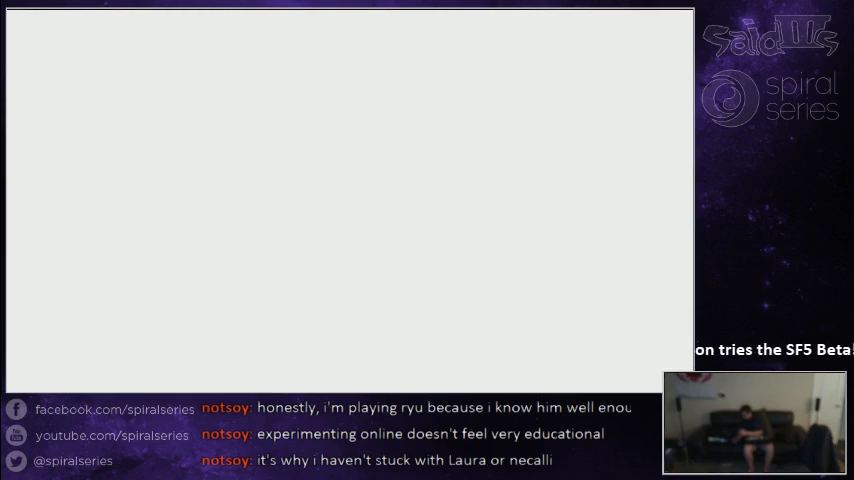 SaidIIIs
spiral
series
on tries the SF5 Beta!
facebook.com/spiralseries
notsoy: honestly, i'm playing ryu because i know him well enou
youtube.com/spiralseries
notsoy: experimenting online doesn't feel very educational
@spiralseries
notsoy: it's why i haven't stuck with Laura or necalli